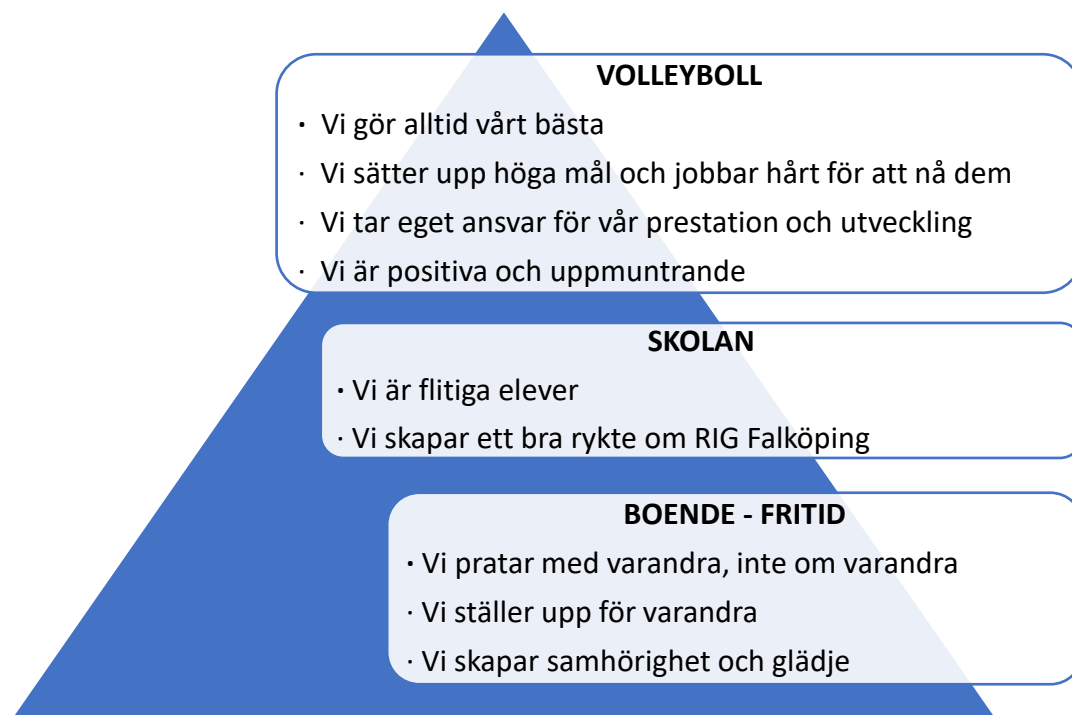 VOLLEYBOLL
· Vi gör alltid vårt bästa
· Vi sätter upp höga mål och jobbar hårt för att nå dem
· Vi tar eget ansvar för vår prestation och utveckling
· Vi är positiva och uppmuntrande
SKOLAN
· Vi är flitiga elever
· Vi skapar ett bra rykte om RIG Falköping
BOENDE - FRITID
· Vi pratar med varandra, inte om varandra
· Vi ställer upp för varandra
· Vi skapar samhörighet och glädje